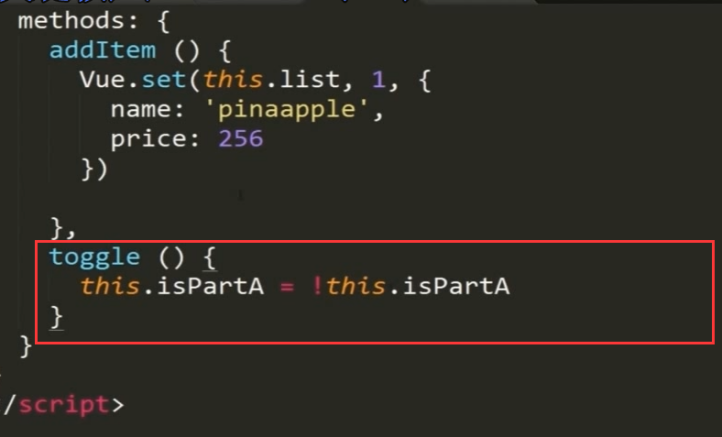 methods: {
addItem () {
Vue.set(this.list, 1, {
name: 'pinaapple',
price: 256
})
},
toggle () {
this.isPartA = !this.isPartA
}
}
/script>